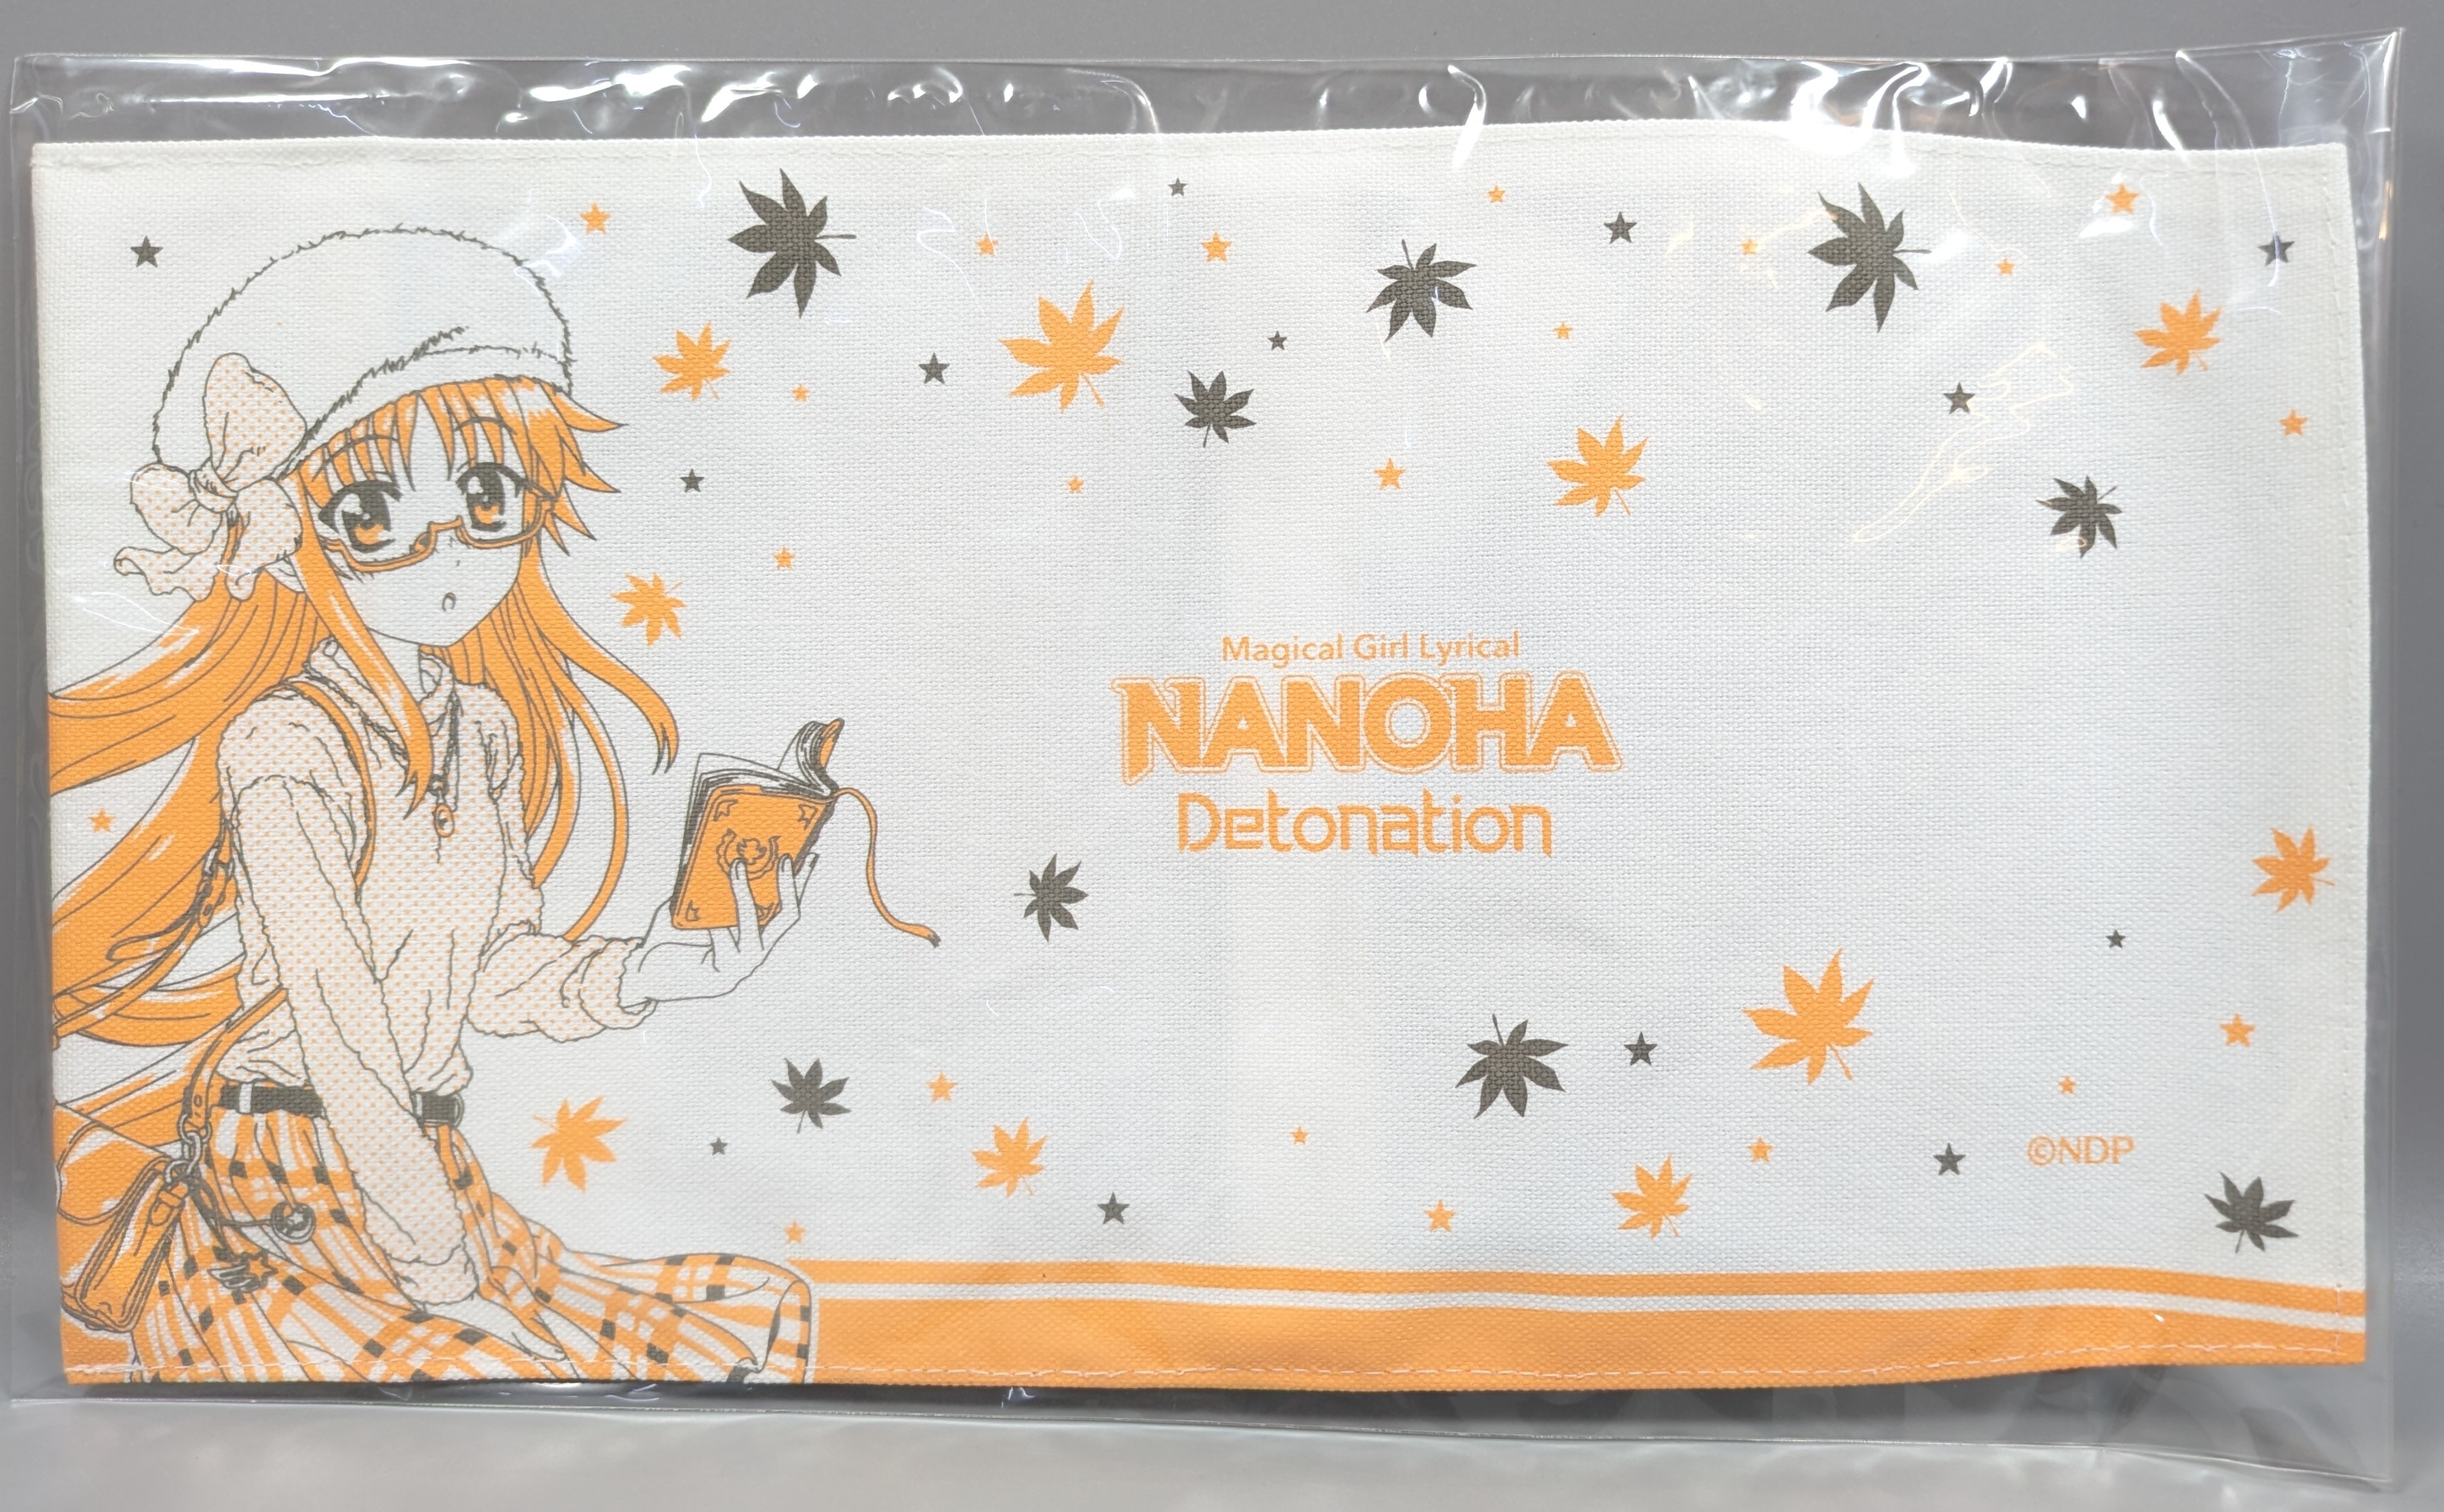 Magical Girl Lyrical
NANOHA
Detonation
©NDP